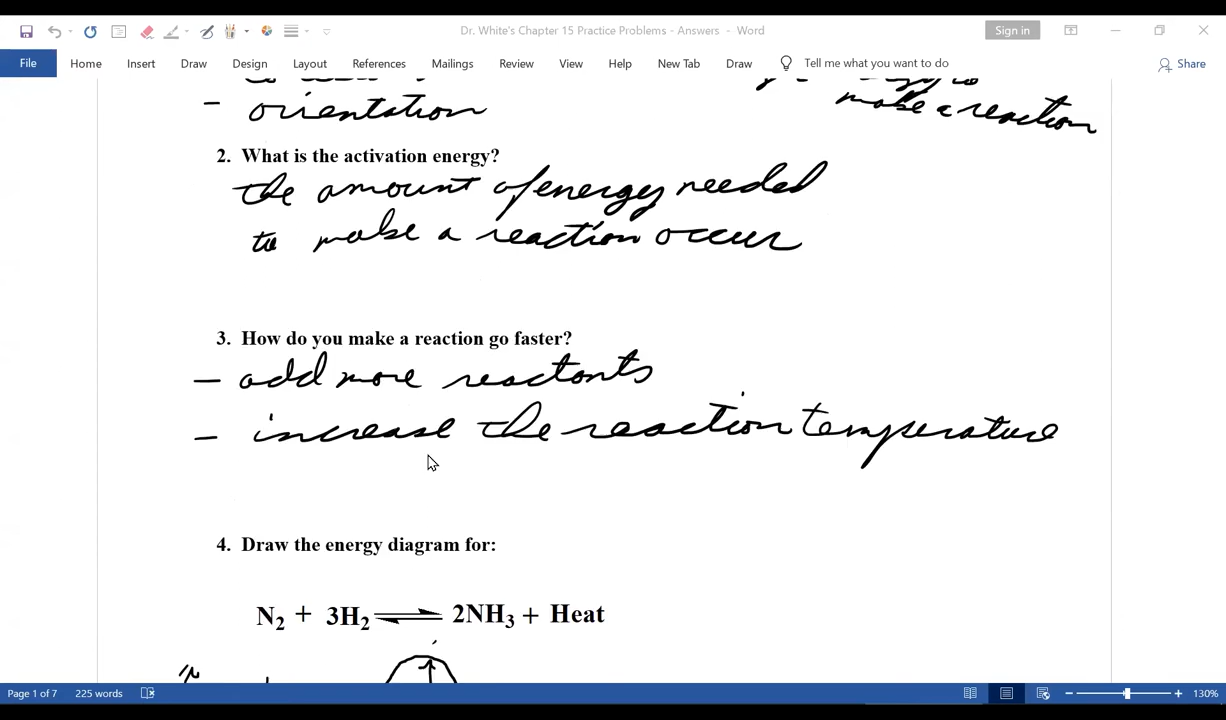 Dr. White's Chapter 15 Practice Problems - Answers - Word
Sign in
File Home Insert Draw Design Layout References Mailings Review View Help New Tab Draw Tell me what you want to do Share
- orientation
make a reaction
2. What is the activation energy?
the amount of energy needed
to make a reaction occur
3. How do you make a reaction go faster?
- add more reactants
- increase the reaction temperature
4. Draw the energy diagram for:
N₂ + 3H₂ ⇌ 2NH₃ + Heat
Page 1 of 7 225 words 130%